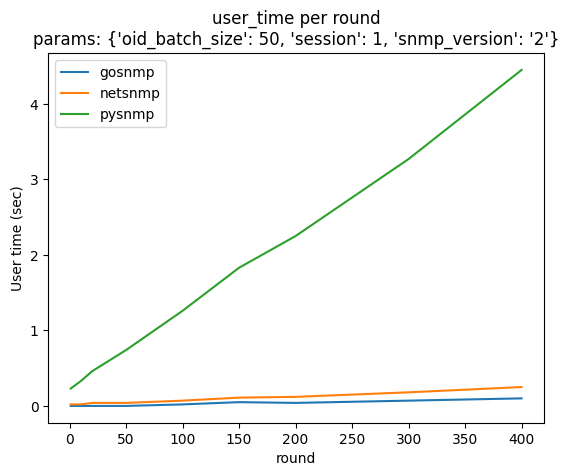 user_time per round
params: {'oid_batch_size': 50, 'session': 1, 'snmp_version': '2'}
gosnmp
netsnmp
pysnmp
User time (sec)
4
3
2
1
0
0 50 100 150 200 250 300 350 400
round